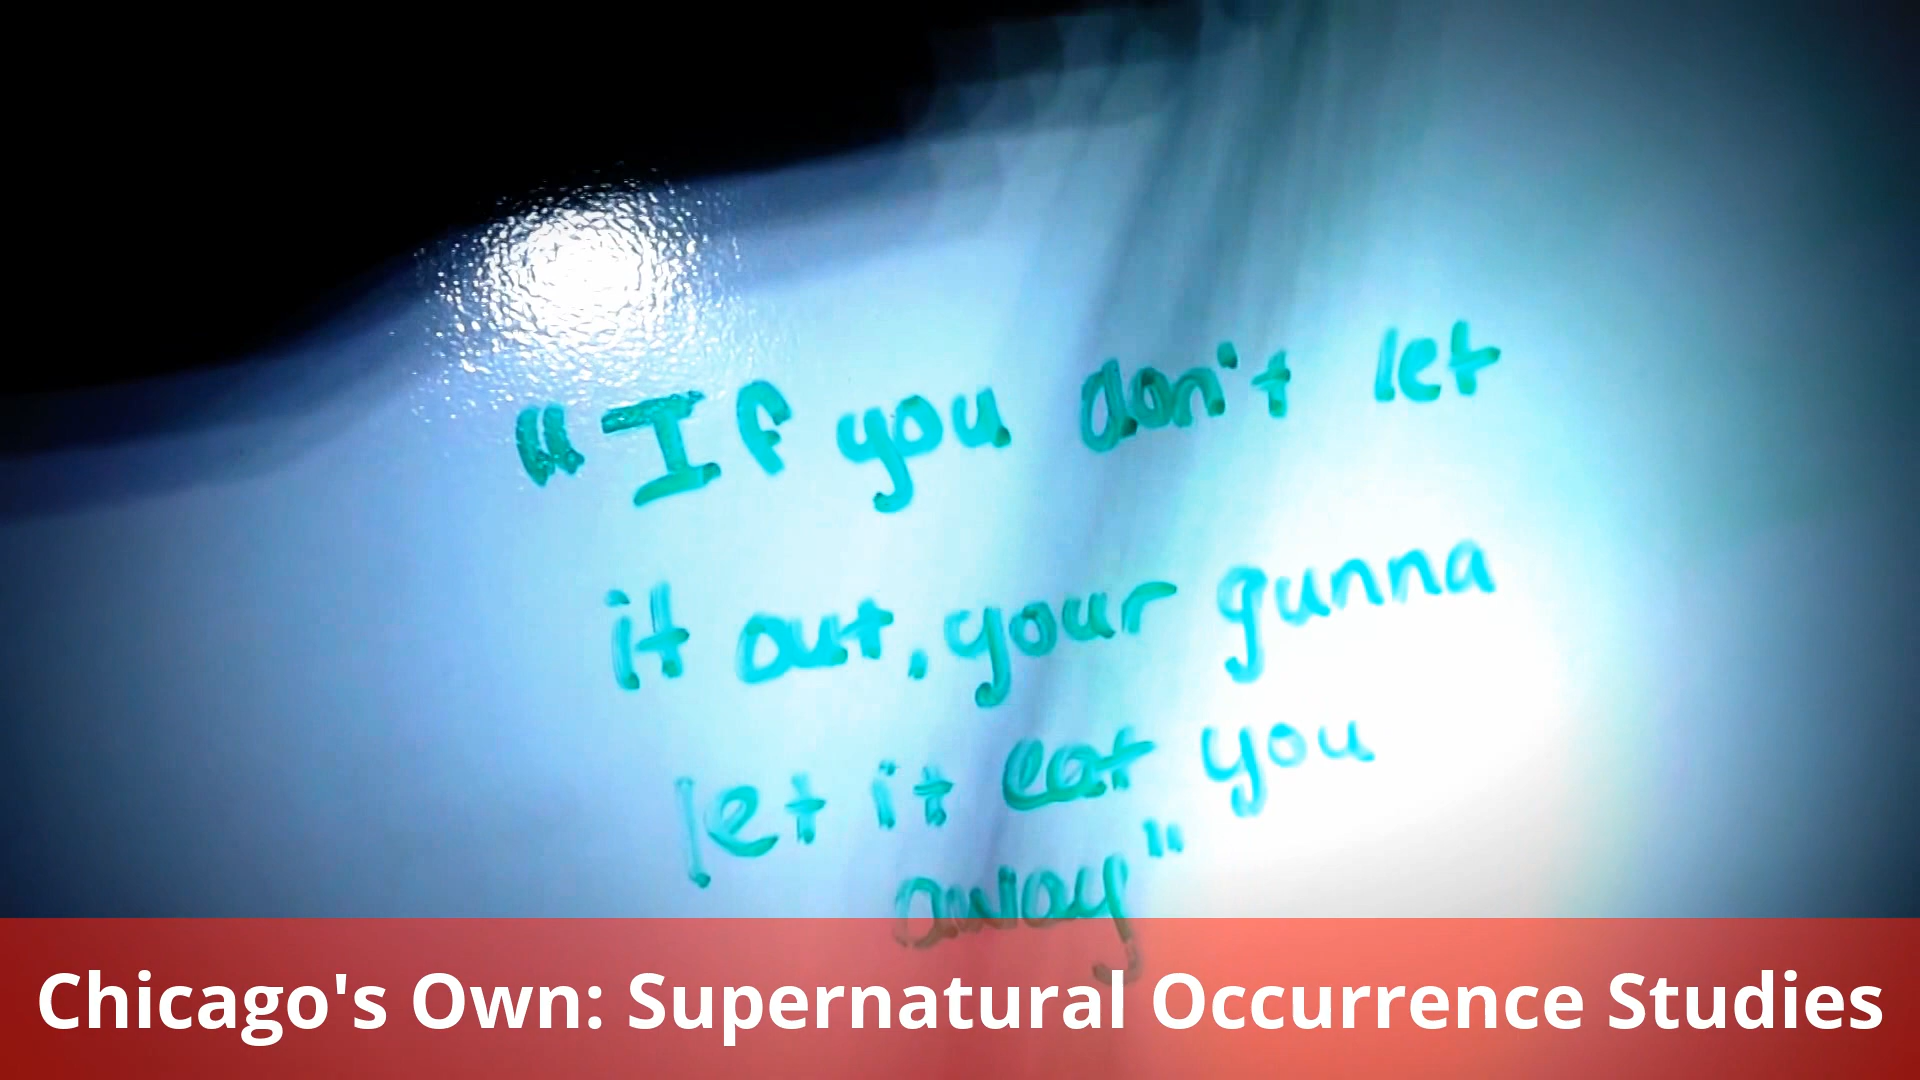 "If you don't let
it out, your gunna
let it eat you
away"
Chicago's Own: Supernatural Occurrence Studies